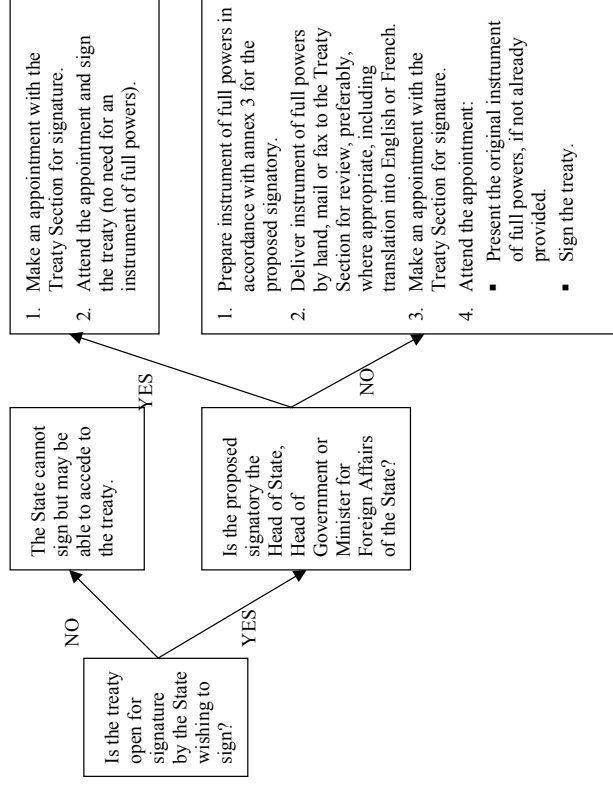 Is the treaty
open for
signature
by the State
wishing to
sign?
NO
YES
The State cannot
sign but may be
able to accede to
the treaty.
Is the proposed
signatory the
Head of State,
Head of
Government or
Minister for
Foreign Affairs
of the State?
YES
NO
1. Make an appointment with the
Treaty Section for signature.
2. Attend the appointment and sign
the treaty (no need for an
instrument of full powers).
1. Prepare instrument of full powers in
accordance with annex 3 for the
proposed signatory.
2. Deliver instrument of full powers
by hand, mail or fax to the Treaty
Section for review, preferably,
where appropriate, including
translation into English or French.
3. Make an appointment with the
Treaty Section for signature.
4. Attend the appointment:
▪ Present the original instrument
of full powers, if not already
provided.
▪ Sign the treaty.